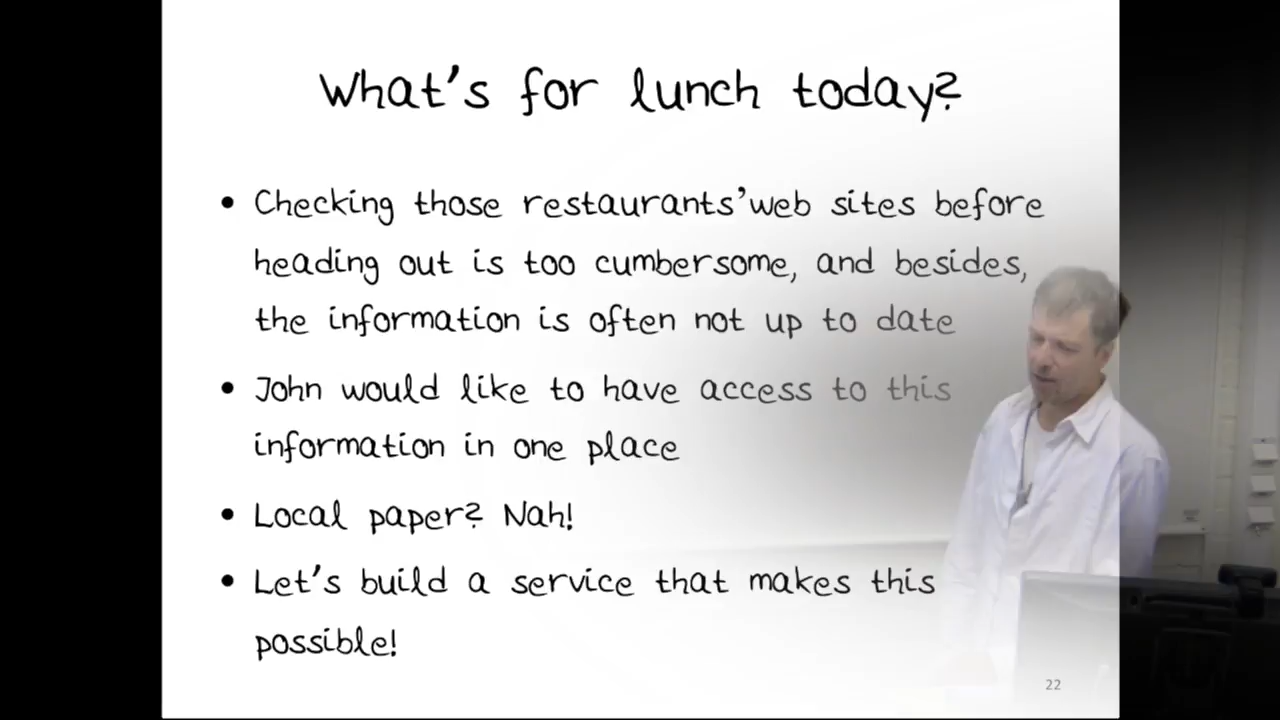 What's for lunch today?
• Checking those restaurants' web sites before
heading out is too cumbersome, and besides,
the information is often not up to date
• John would like to have access to this
information in one place
• Local paper? Nah!
• Let's build a service that makes this
possible!
22